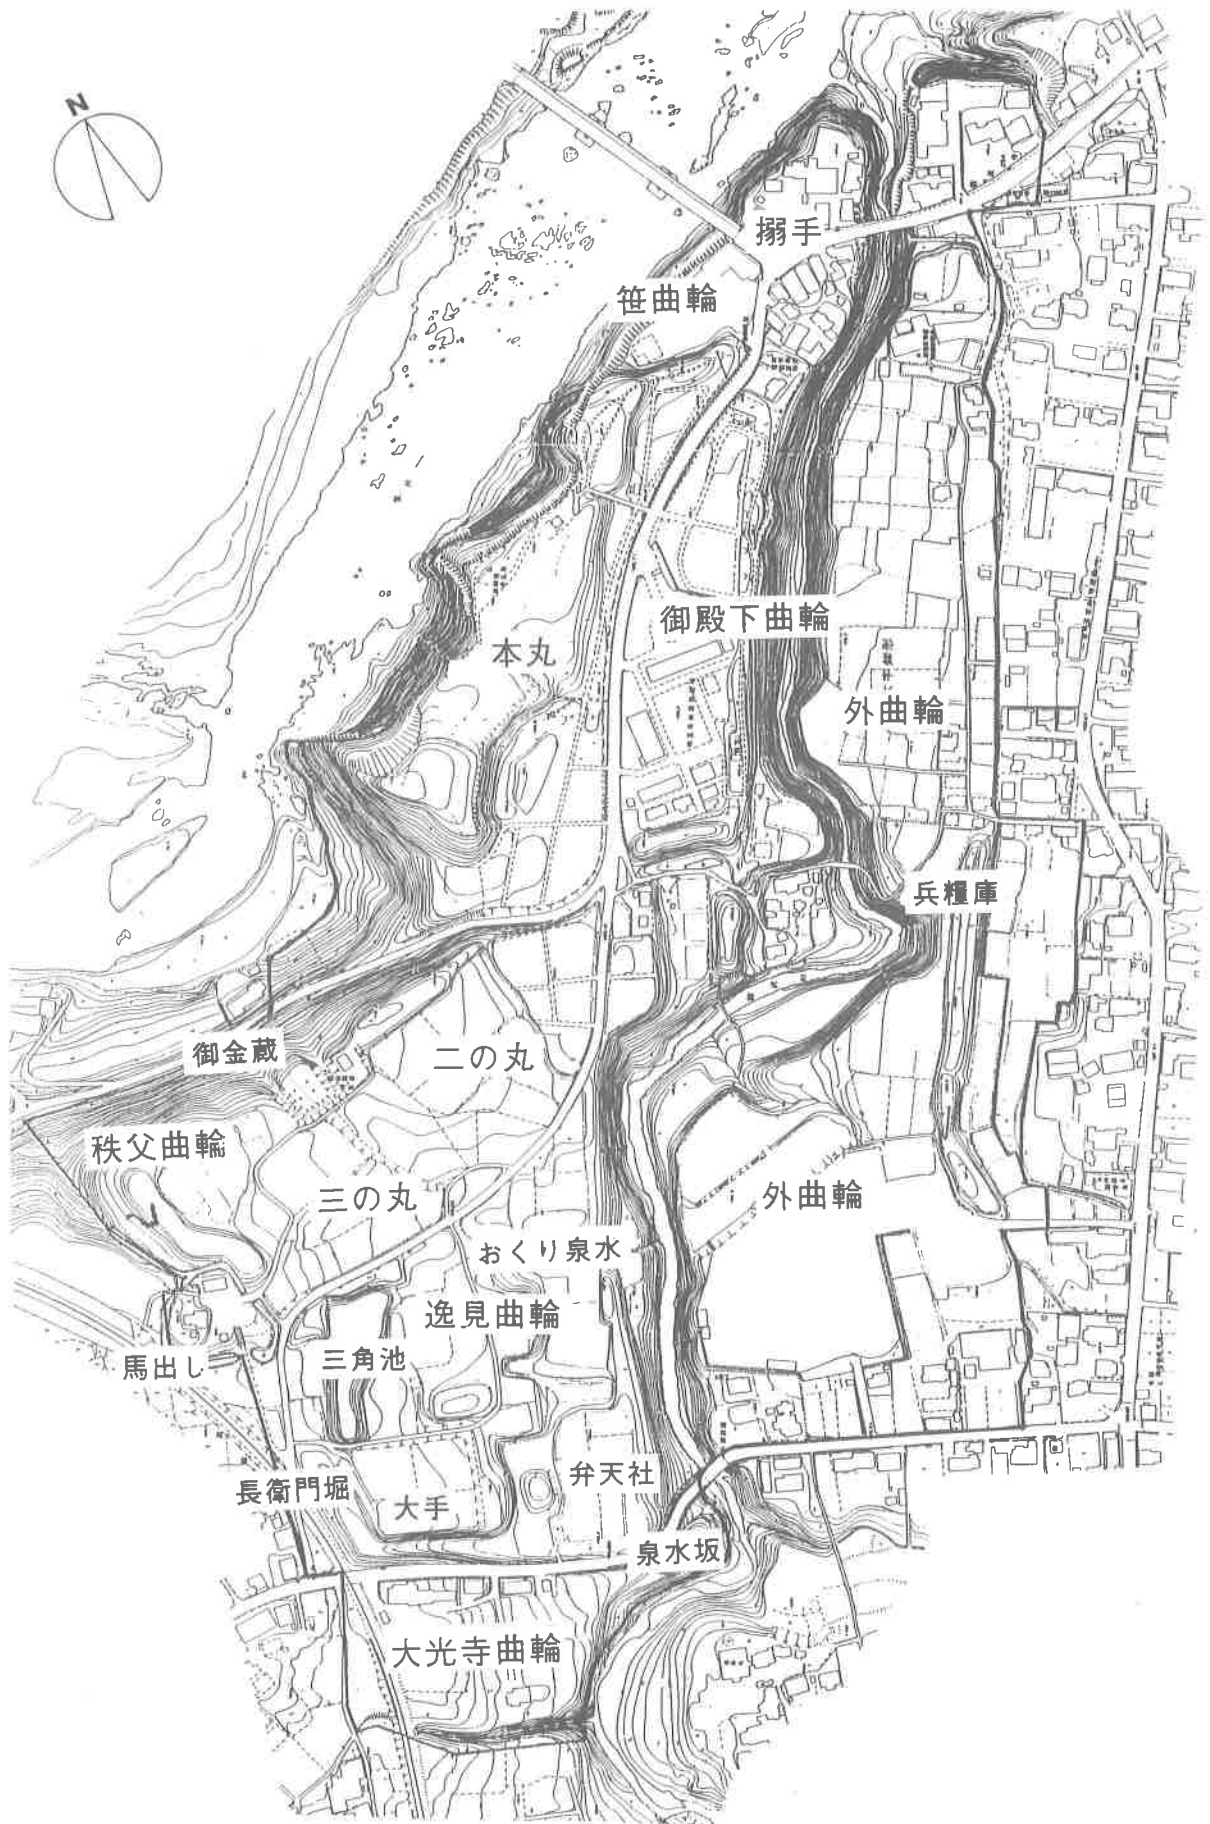 N
搦手
笹曲輪
御殿下曲輪
本丸
外曲輪
兵糧庫
御金蔵
二の丸
秩父曲輪
三の丸
外曲輪
おくり泉水
逸見曲輪
三角池
馬出し
弁天社
長衛門堀
大手
泉水坂
大光寺曲輪